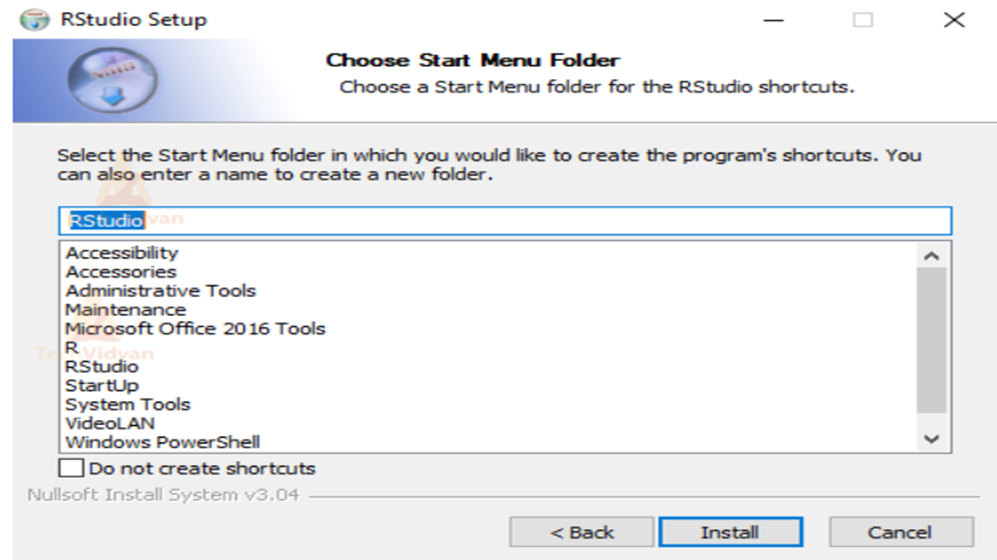 RStudio Setup
Choose Start Menu Folder
Choose a Start Menu folder for the RStudio shortcuts.
Select the Start Menu folder in which you would like to create the program's shortcuts. You
can also enter a name to create a new folder.
RStudio
Accessibility
Accessories
Administrative Tools
Maintenance
Microsoft Office 2016 Tools
R
RStudio
StartUp
System Tools
VideoLAN
Windows PowerShell
Do not create shortcuts
Nullsoft Install System v3.04
< Back
Install
Cancel